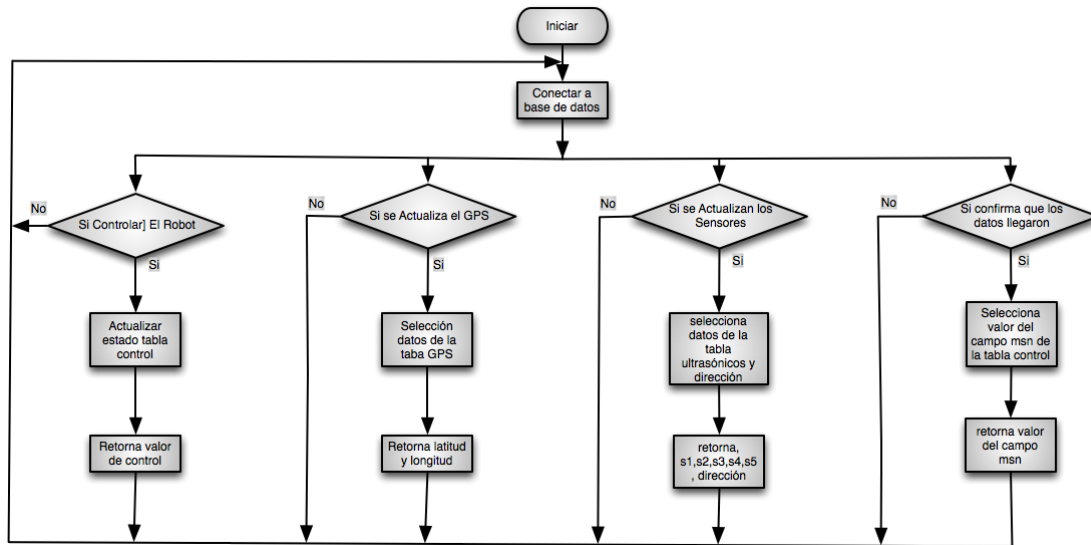 Iniciar
Conectar a
base de datos
No
Si Controlar] El Robot
Si
Actualizar
estado tabla
control
Retorna valor
de control
No
Si se Actualiza el GPS
Si
Selección
datos de la
taba GPS
Retorna latitud
y longitud
No
Si se Actualizan los
Sensores
Si
selecciona
datos de la
tabla
ultrasónicos y
dirección
retorna,
s1,s2,s3,s4,s5
, dirección
No
Si confirma que los
datos llegaron
Si
Selecciona
valor del
campo msn de
la tabla control
retorna valor
del campo
msn